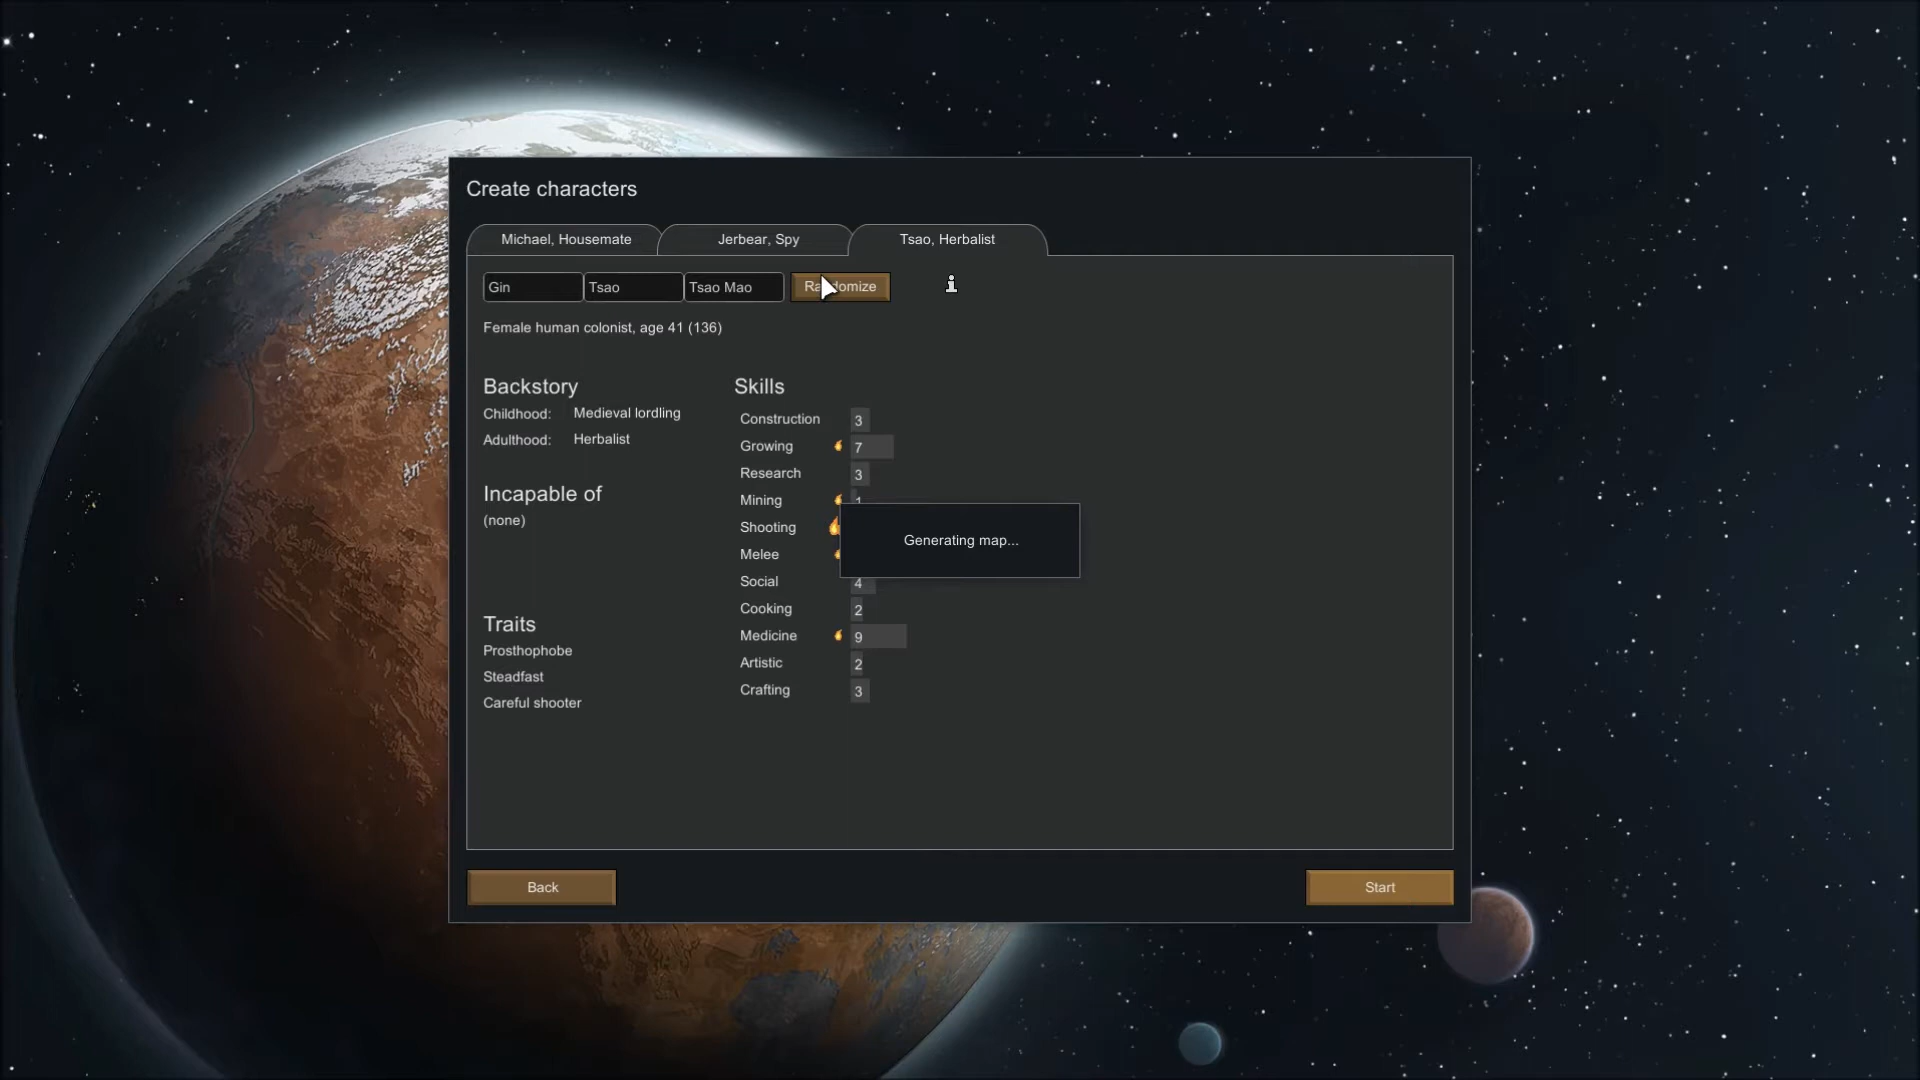 Create characters
Michael, Housemate
Jerbear, Spy
Tsao, Herbalist
Gin
Tsao
Tsao Mao
Female human colonist, age 41 (136)
Backstory
Childhood: Medieval lordling
Adulthood: Herbalist
Incapable of
(none)
Traits
Prosthophobe
Steadfast
Careful shooter
Skills
Construction 3
Growing 7
Research 3
Mining
Shooting
Melee
Social 4
Cooking 2
Medicine 9
Artistic 2
Crafting 3
Generating map...
Back
Start